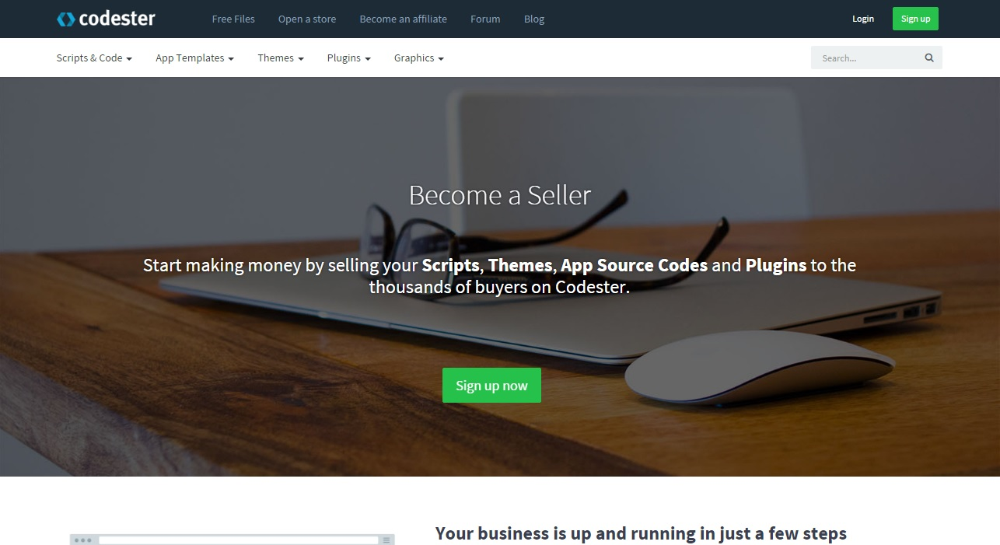 codester
Free Files Open a store Become an affiliate Forum Blog
Login Sign up
Scripts & Code App Templates Themes Plugins Graphics
Search...
Become a Seller
Start making money by selling your Scripts, Themes, App Source Codes and Plugins to the
thousands of buyers on Codester.
Sign up now
Your business is up and running in just a few steps